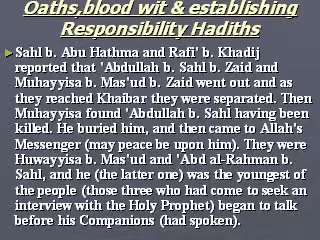 Oaths,blood wit & establishing
Responsibility Hadiths
► Sahl b. Abu Hathma and Rafi' b. Khadij
reported that 'Abdullah b. Sahl b. Zaid and
Muhayyisa b. Mas'ud b. Zaid went out and as
they reached Khaibar they were separated. Then
Muhayyisa found 'Abdullah b. Sahl having been
killed. He buried him, and then came to Allah's
Messenger (may peace be upon him). They were
Huwayyisa b. Mas'ud and 'Abd al-Rahman b.
Sahl, and he (the latter one) was the youngest of
the people (those three who had come to seek an
interview with the Holy Prophet) began to talk
before his Companions (had spoken).